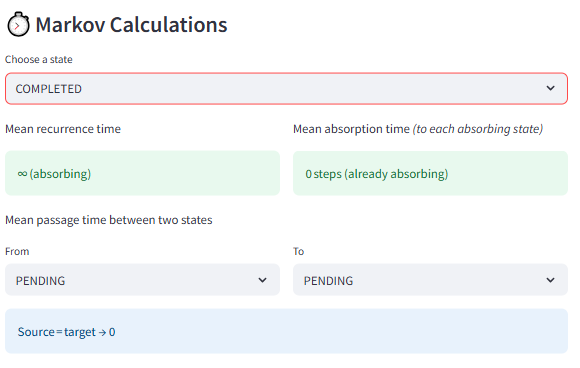 Markov Calculations
Choose a state
COMPLETED
Mean recurrence time
Mean absorption time (to each absorbing state)
∞ (absorbing)
0 steps (already absorbing)
Mean passage time between two states
From
To
PENDING
PENDING
Source = target → 0